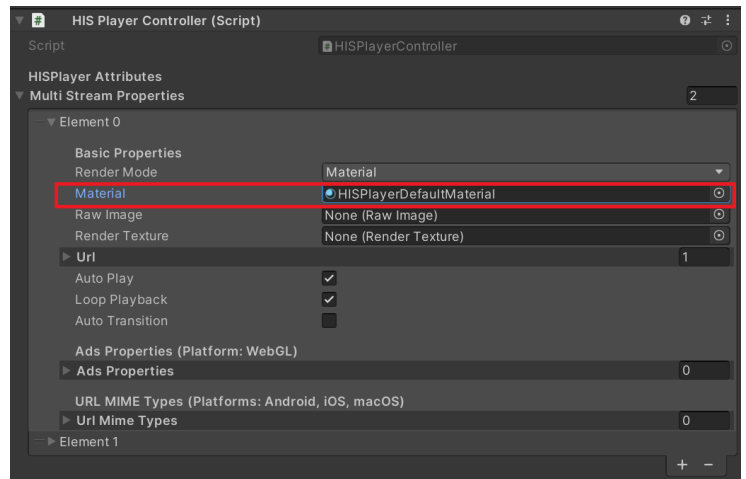 HIS Player Controller (Script)
Script HISPlayerController
HISPlayer Attributes
Multi Stream Properties 2
Element 0
Basic Properties
Render Mode Material
Material HISPlayerDefaultMaterial
Raw Image None (Raw Image)
Render Texture None (Render Texture)
Url 1
Auto Play
Loop Playback
Auto Transition
Ads Properties (Platform: WebGL)
Ads Properties 0
URL MIME Types (Platforms: Android, iOS, macOS)
Url Mime Types 0
Element 1
+ −